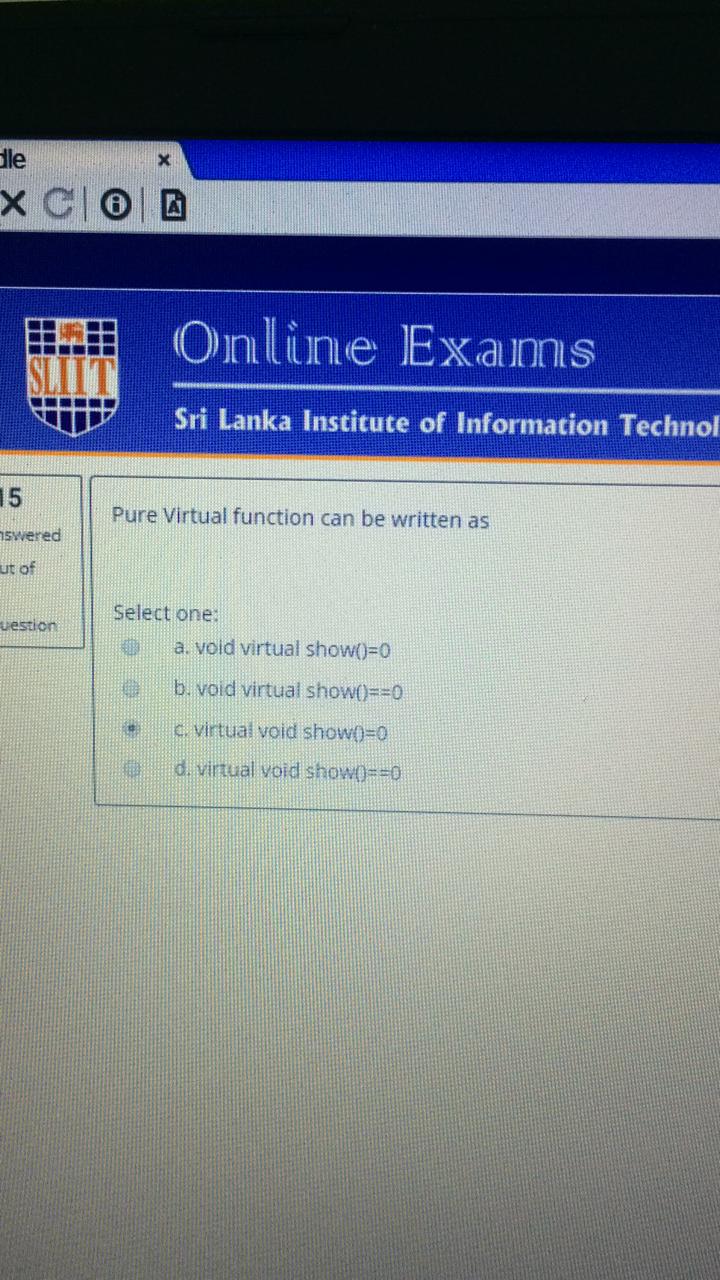 dle
SLIIT
Online Exams
Sri Lanka Institute of Information Technol
15
nswered
ut of
uestion
Pure Virtual function can be written as
Select one:
a. void virtual show()=0
b. void virtual show()==0
c. virtual void show()=0
d. virtual void show()==0